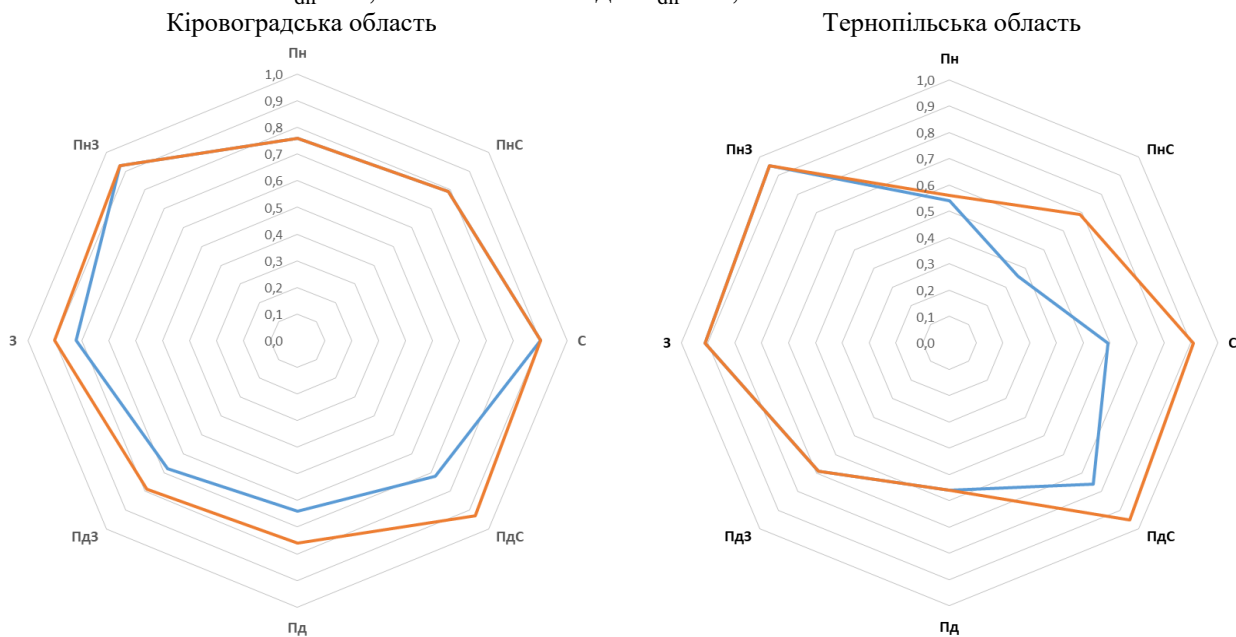 Кіровоградська область
Тернопільська область
Пн
1,0
0,9
0,8
0,7
0,6
0,5
0,4
0,3
0,2
0,1
0,0
ПнС
С
ПдС
Пд
ПдЗ
З
ПнЗ
Пн
1,0
0,9
0,8
0,7
0,6
0,5
0,4
0,3
0,2
0,1
0,0
ПнС
С
ПдС
Пд
ПдЗ
З
ПнЗ